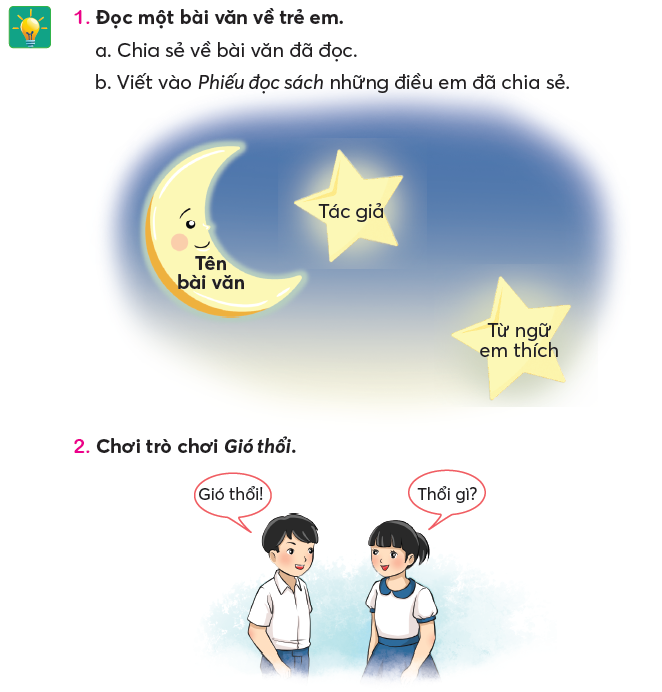 1. Đọc một bài văn về trẻ em.
a. Chia sẻ về bài văn đã đọc.
b. Viết vào Phiếu đọc sách những điều em đã chia sẻ.
Tác giả
Tên
bài văn
Từ ngữ
em thích
2. Chơi trò chơi Gió thổi.
Gió thổi!
Thổi gì?